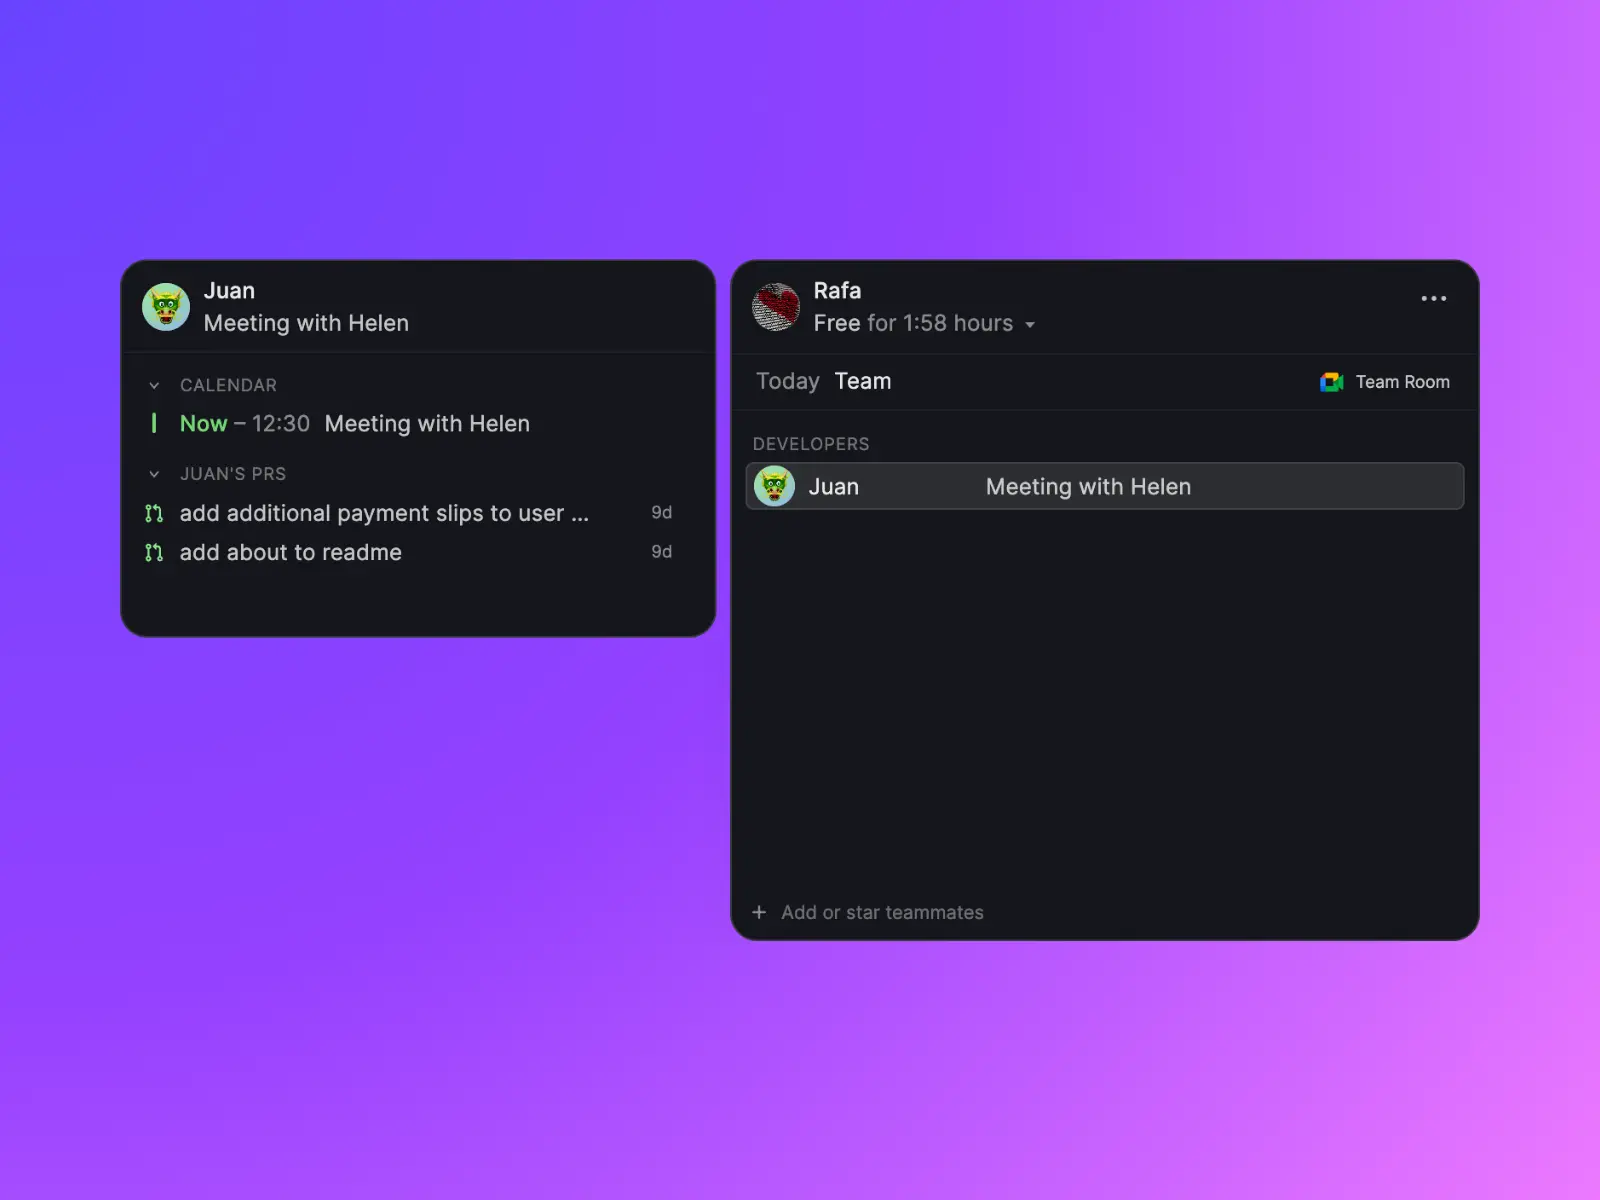 Juan
Meeting with Helen
CALENDAR
Now – 12:30 Meeting with Helen
JUAN'S PRS
add additional payment slips to user ... 9d
add about to readme 9d
Rafa
Free for 1:58 hours
Today Team Team Room
DEVELOPERS
Juan Meeting with Helen
+ Add or star teammates